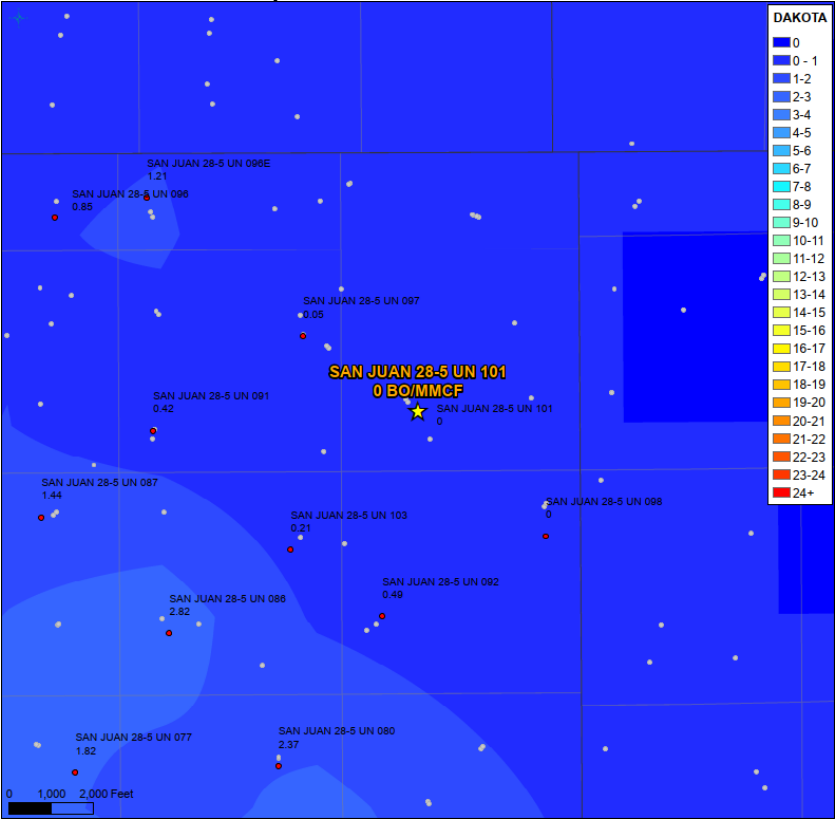 DAKOTA
0
0 - 1
1-2
2-3
3-4
4-5
5-6
6-7
7-8
8-9
9-10
10-11
11-12
12-13
13-14
14-15
15-16
16-17
17-18
18-19
19-20
20-21
21-22
22-23
23-24
24+
SAN JUAN 28-5 UN 096E
1.21
SAN JUAN 28-5 UN 096
0.85
SAN JUAN 28-5 UN 097
0.05
SAN JUAN 28-5 UN 101
0 BO/MMCF
SAN JUAN 28-5 UN 091
0.42
SAN JUAN 28-5 UN 101
0
SAN JUAN 28-5 UN 087
1.44
SAN JUAN 28-5 UN 098
0
SAN JUAN 28-5 UN 103
0.21
SAN JUAN 28-5 UN 092
0.49
SAN JUAN 28-5 UN 086
2.82
SAN JUAN 28-5 UN 080
2.37
SAN JUAN 28-5 UN 077
1.82
0 1,000 2,000 Feet